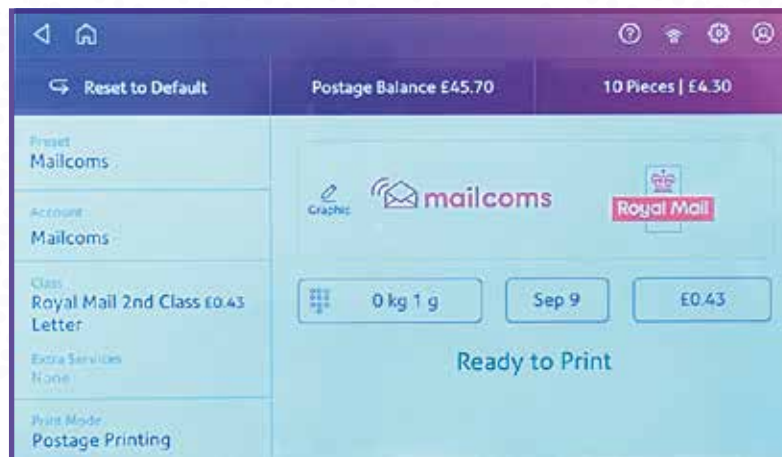 Reset to Default
Postage Balance £45.70
10 Pieces | £4.30
Preset
Mailcoms
Account
Mailcoms
Class
Royal Mail 2nd Class £0.43
Letter
Extra Services
None
Print Mode
Postage Printing
Graphic
mailcoms
Royal Mail
0 kg 1 g
Sep 9
£0.43
Ready to Print